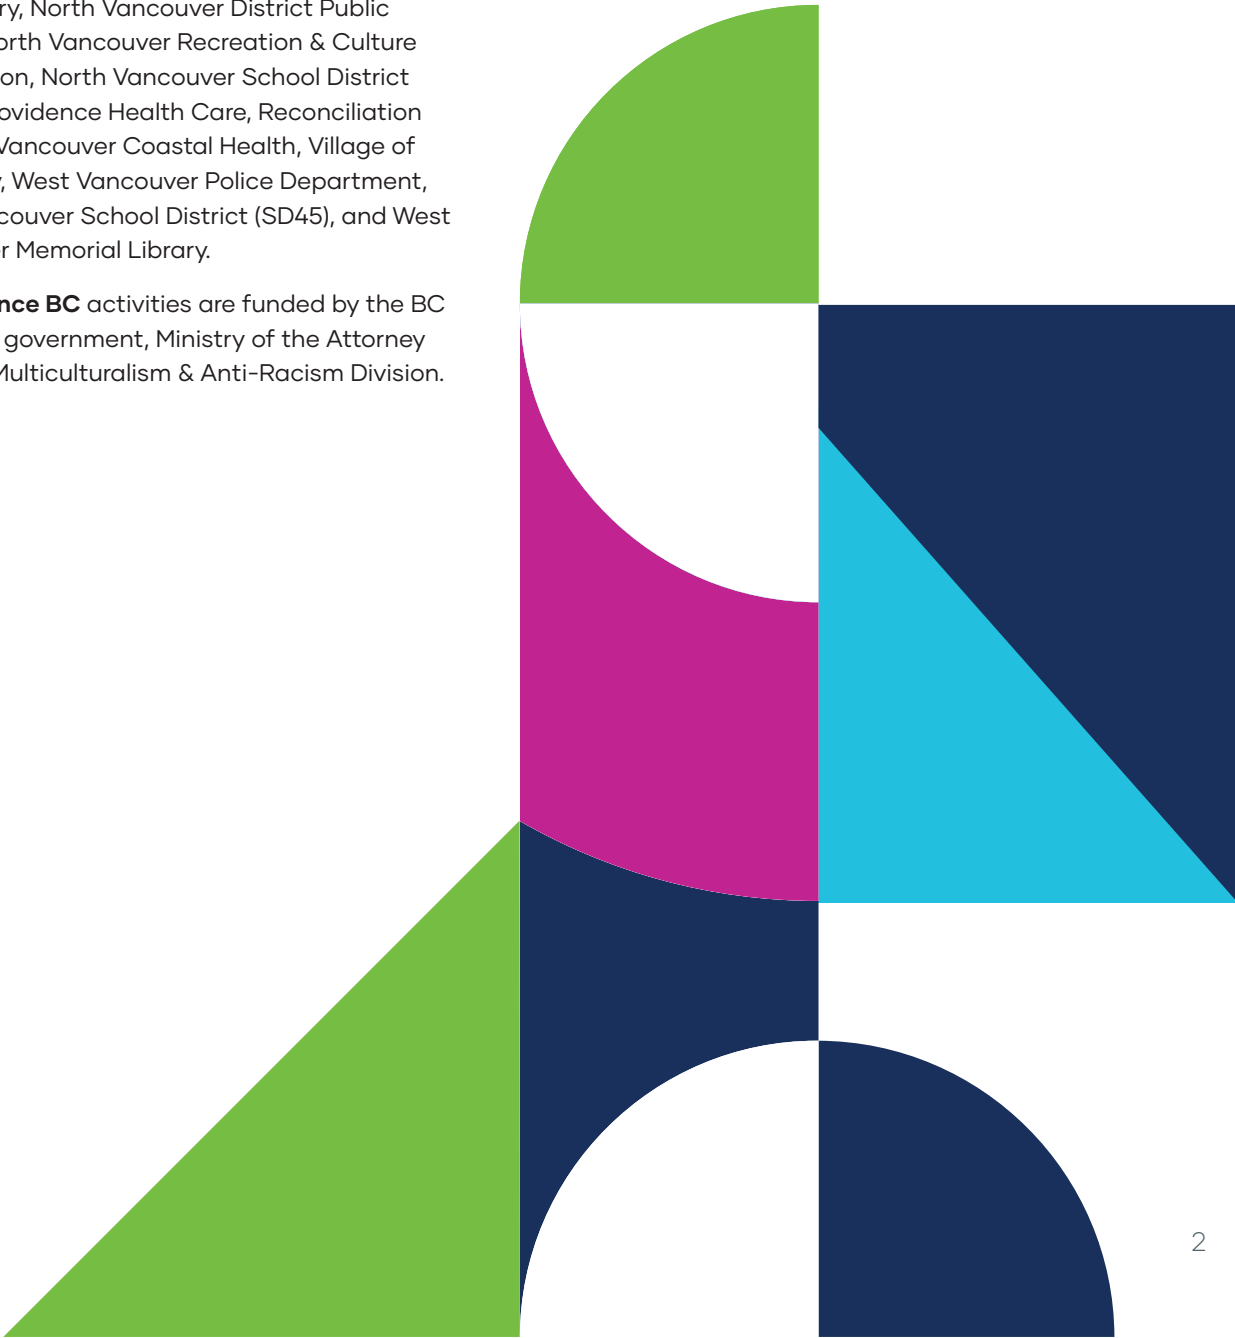 ry, North Vancouver District Public
orth Vancouver Recreation & Culture
on, North Vancouver School District
ovidence Health Care, Reconciliation
Vancouver Coastal Health, Village of
, West Vancouver Police Department,
couver School District (SD45), and West
r Memorial Library.
nce BC activities are funded by the BC
government, Ministry of the Attorney
Multiculturalism & Anti-Racism Division.
2